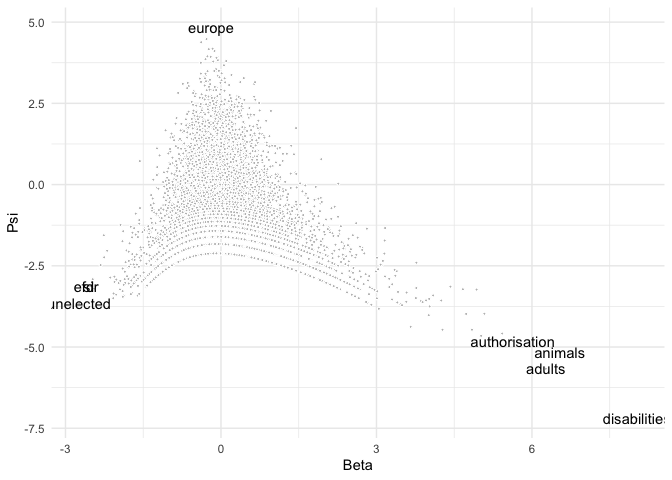 5.0
europe
2.5
0.0
Psi
-2.5
unelected
authorisation
-5.0
animals
adults
disabilities
-7.5
-3
0
3
6
Beta